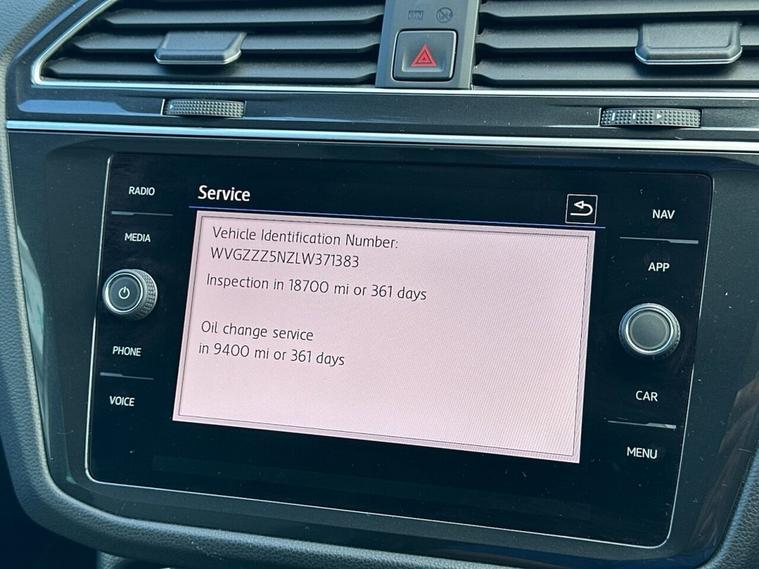 RADIO
MEDIA
PHONE
VOICE
Service
Vehicle Identification Number:
WVGZZZ5NZLW371383
Inspection in 18700 mi or 361 days
Oil change service
in 9400 mi or 361 days
NAV
APP
CAR
MENU